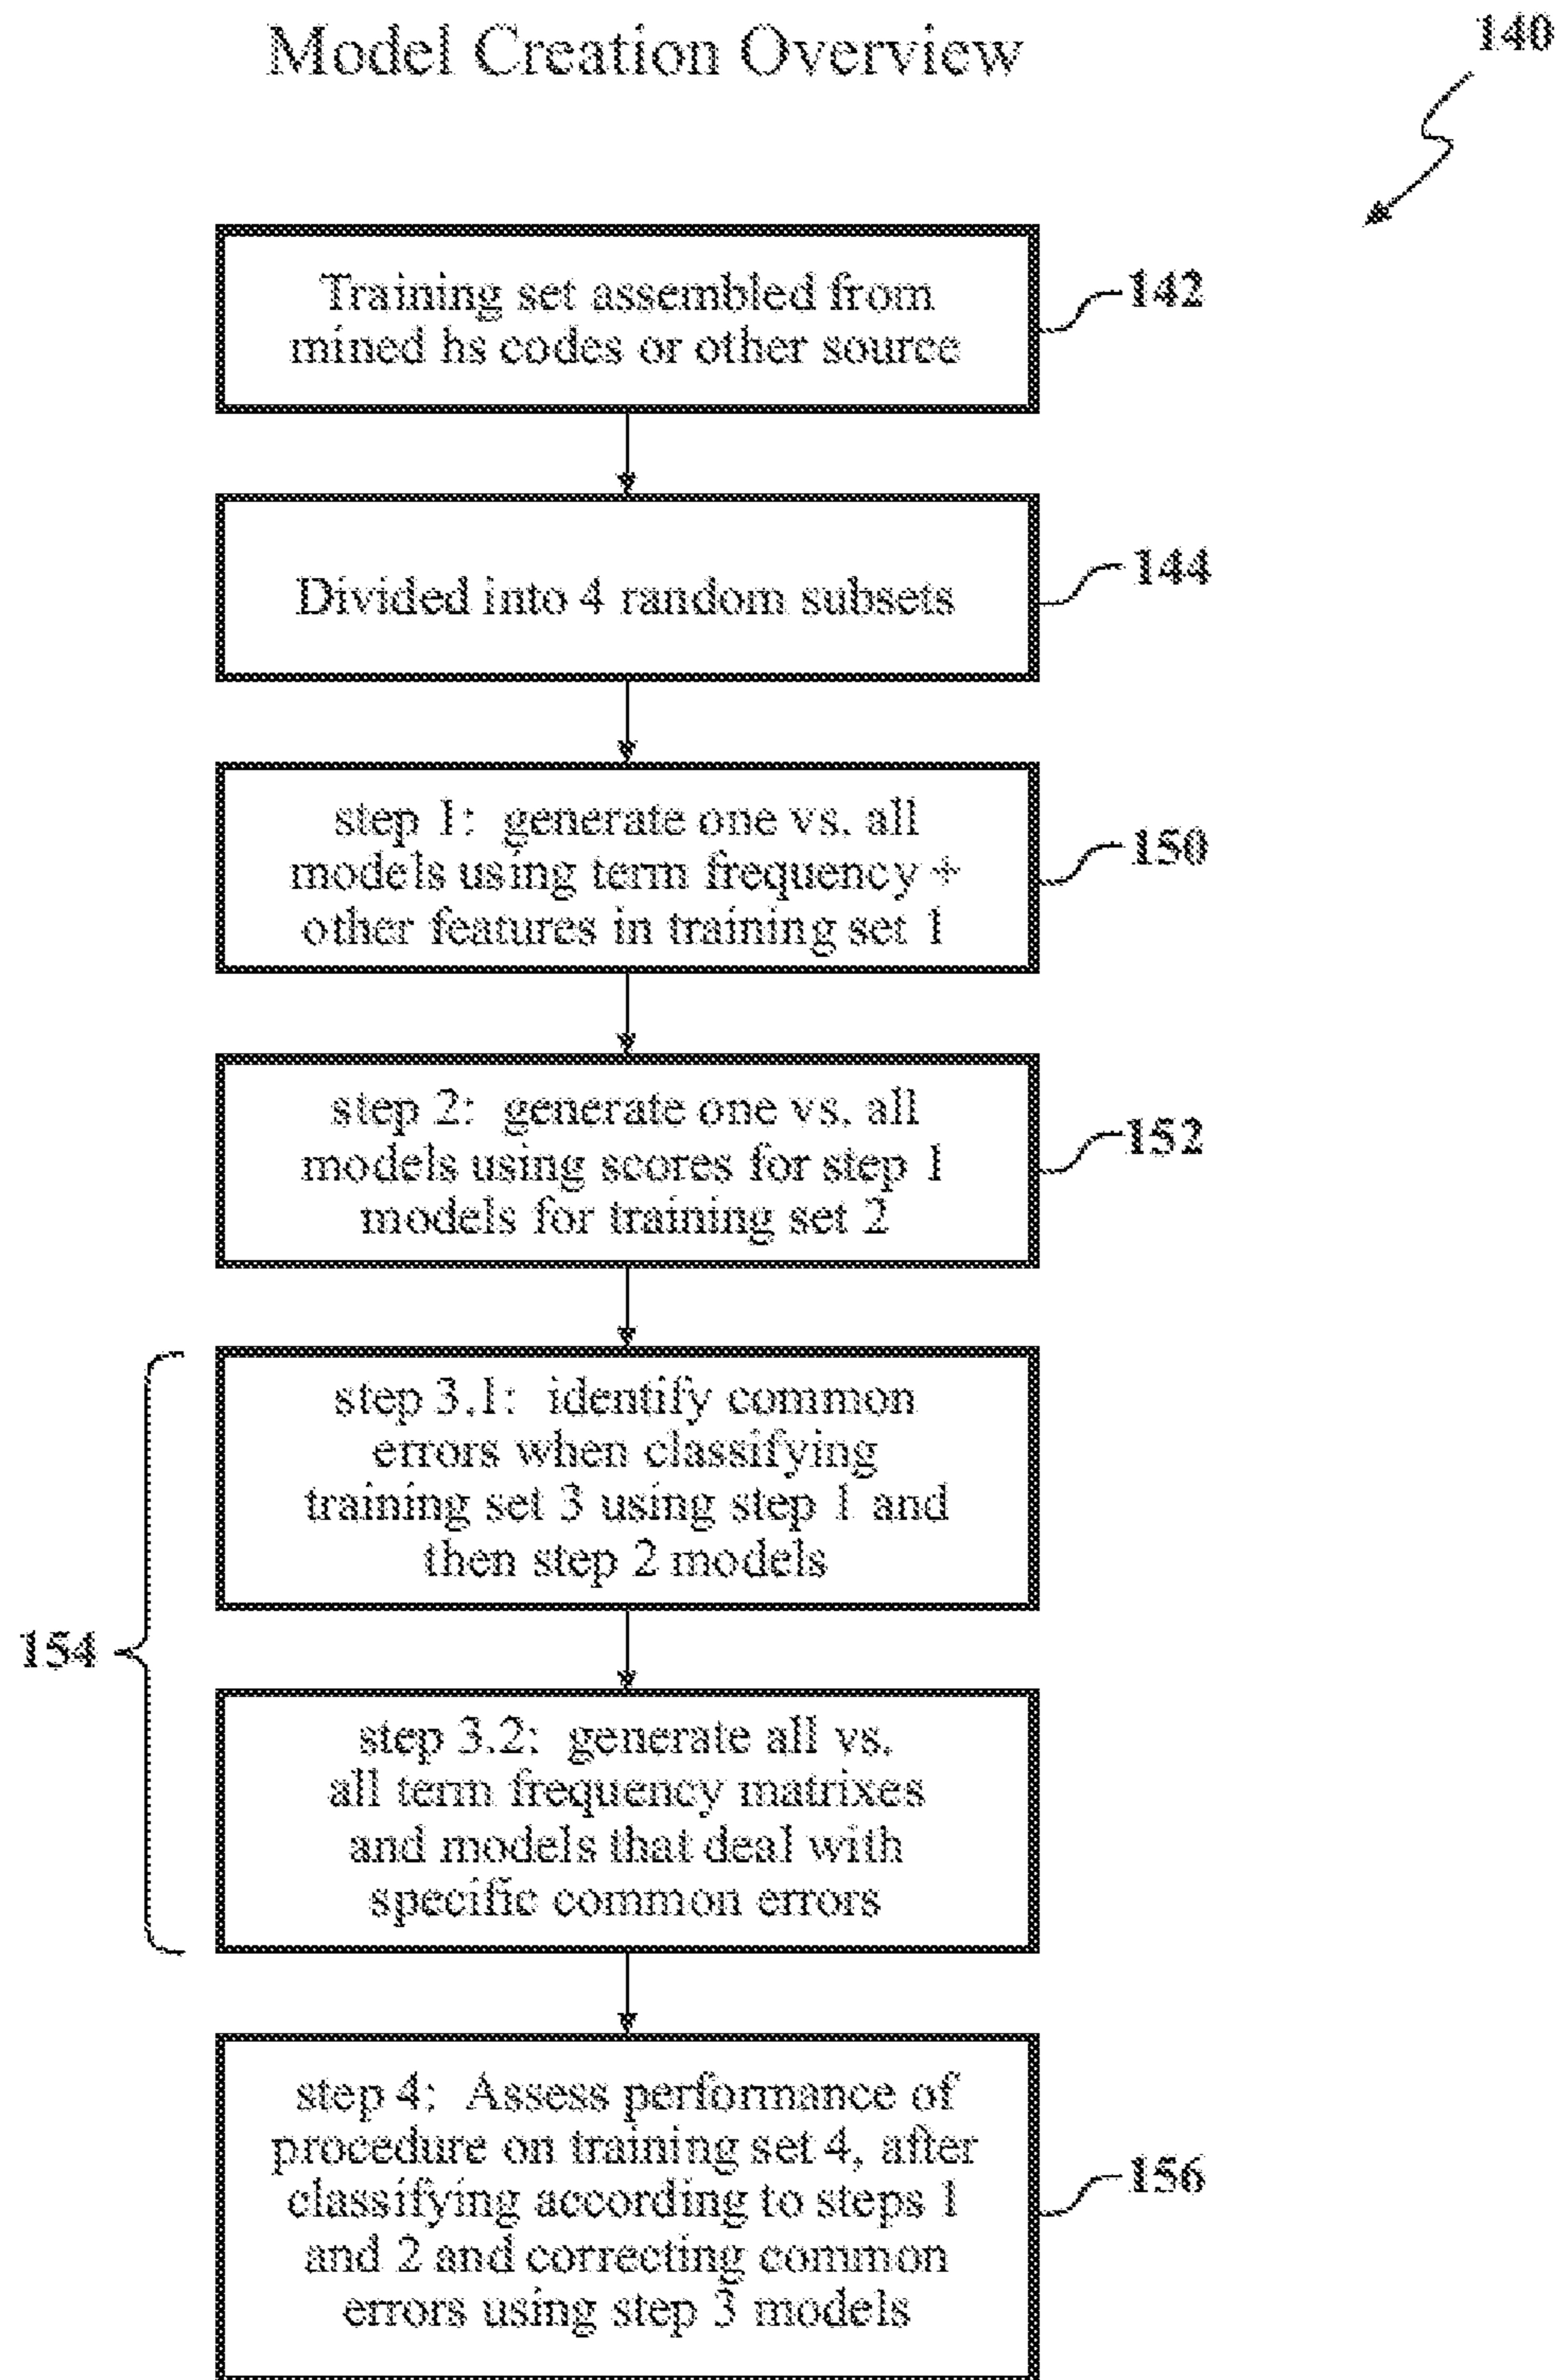 Model Creation Overview
140
Training set assembled from
mined hs codes or other source
142
Divided into 4 random subsets
144
step 1: generate one vs. all
models using term frequency +
other features in training set 1
150
step 2: generate one vs. all
models using scores for step 1
models for training set 2
152
step 3.1: identify common
errors when classifying
training set 3 using step 1 and
then step 2 models
154
step 3.2: generate all vs.
all term frequency matrixes
and models that deal with
specific common errors
step 4: Assess performance of
procedure on training set 4, after
classifying according to steps 1
and 2 and correcting common
errors using step 3 models
156